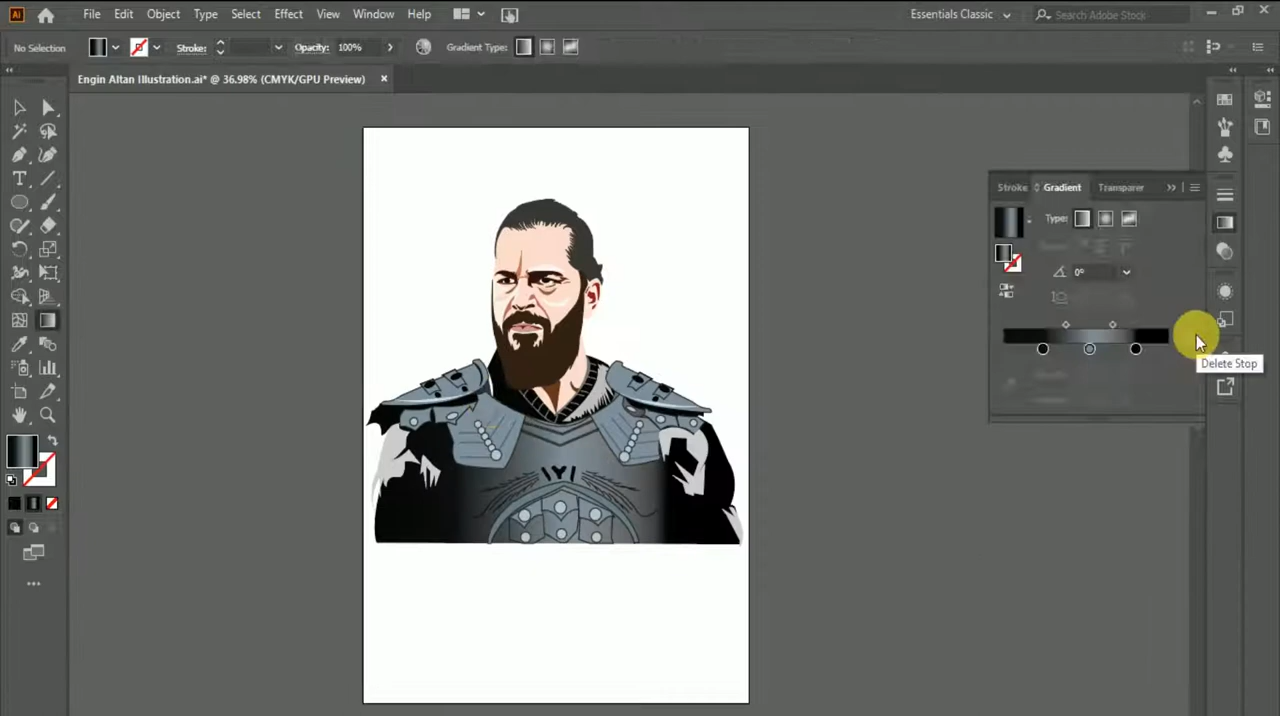 Ai File Edit Object Type Select Effect View Window Help Essentials Classic Search Adobe Stock
No Selection Stroke: Opacity: 100% Gradient Type:
Engin Altan Illustration.ai* @ 36.98% (CMYK/GPU Preview)
Stroke Gradient Transparer
Type:
0°
Delete Stop